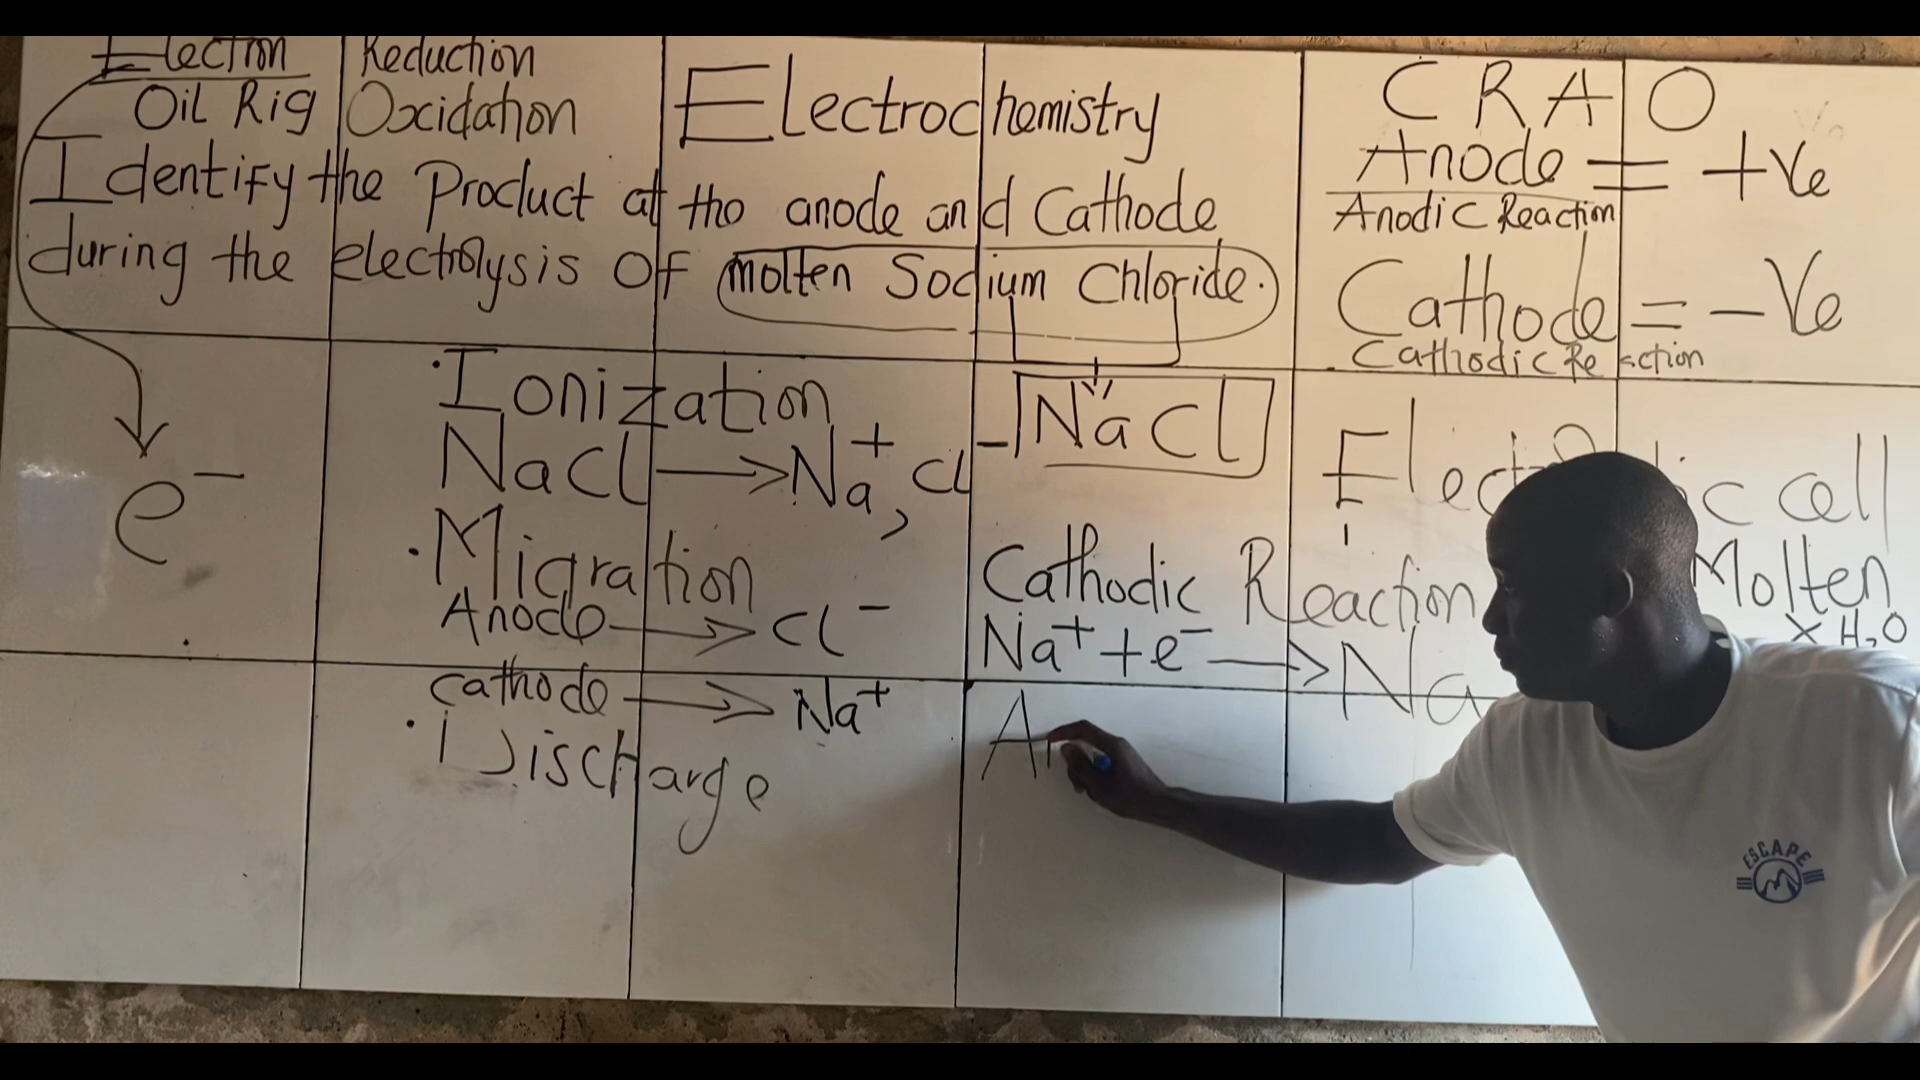 Election
Oil Rig
Reduction
Oxidation
Electrochemistry
Identify the Product at the anode and Cathode
during the electrolysis of molten Sodium Chloride.
C R A O
Anode = +Ve
Anodic Reaction
Cathode = -Ve
Cathodic Reaction
e-
. Ionization
NaCl → Na+, Cl-
. Migration
Anode → Cl-
cathode → Na+
. Discharge
NaCl
Cathodic Reaction
Na+ + e- → Na
An
cell
Molten
x H2O
ESCAPE